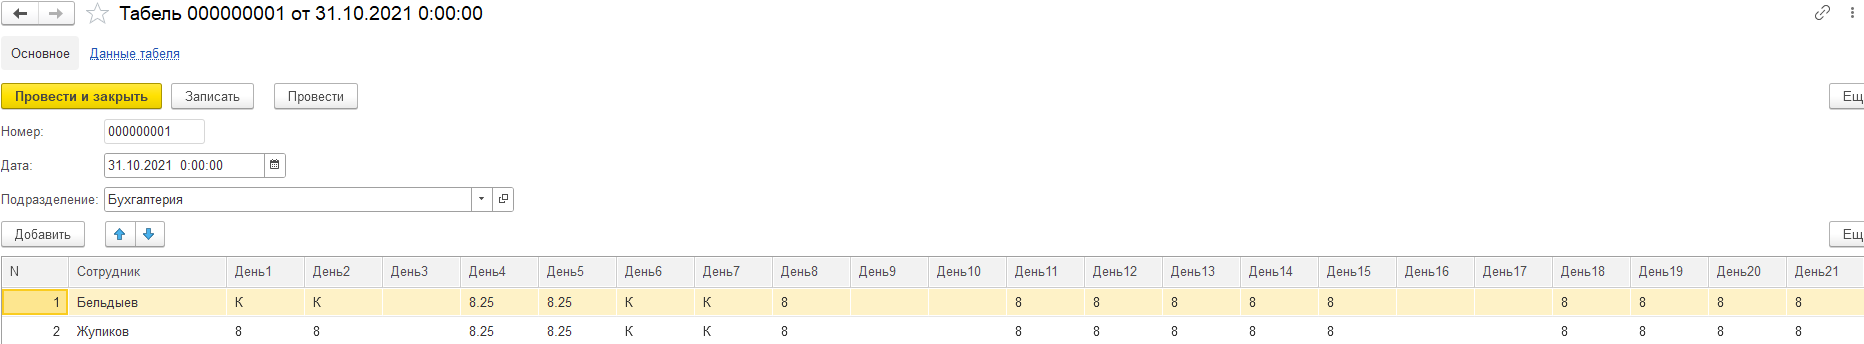 Табель 000000001 от 31.10.2021 0:00:00
Основное Данные табеля
Провести и закрыть Записать Провести Ещ
Номер: 000000001
Дата: 31.10.2021 0:00:00
Подразделение: Бухгалтерия
Добавить Ещ
N Сотрудник День1 День2 День3 День4 День5 День6 День7 День8 День9 День10 День11 День12 День13 День14 День15 День16 День17 День18 День19 День20 День21
1 Бельдыев К К 8.25 8.25 К К 8 8 8 8 8 8 8 8 8 8
2 Жупиков 8 8 8.25 8.25 К К 8 8 8 8 8 8 8 8 8 8